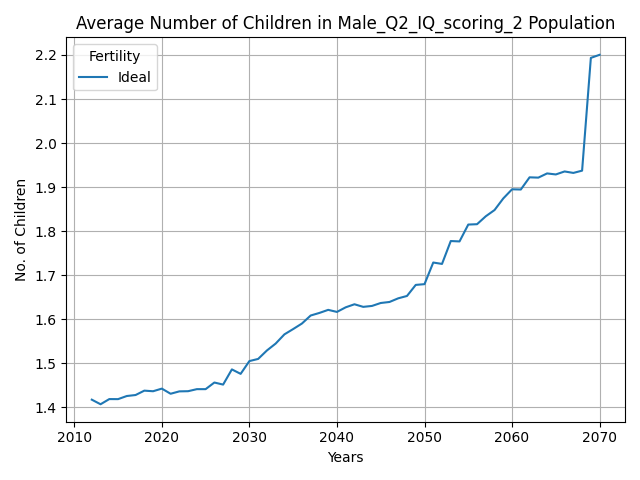 Average Number of Children in Male_Q2_IQ_scoring_2 Population
Fertility
Ideal
No. of Children
2.2
2.1
2.0
1.9
1.8
1.7
1.6
1.5
1.4
2010 2020 2030 2040 2050 2060 2070
Years